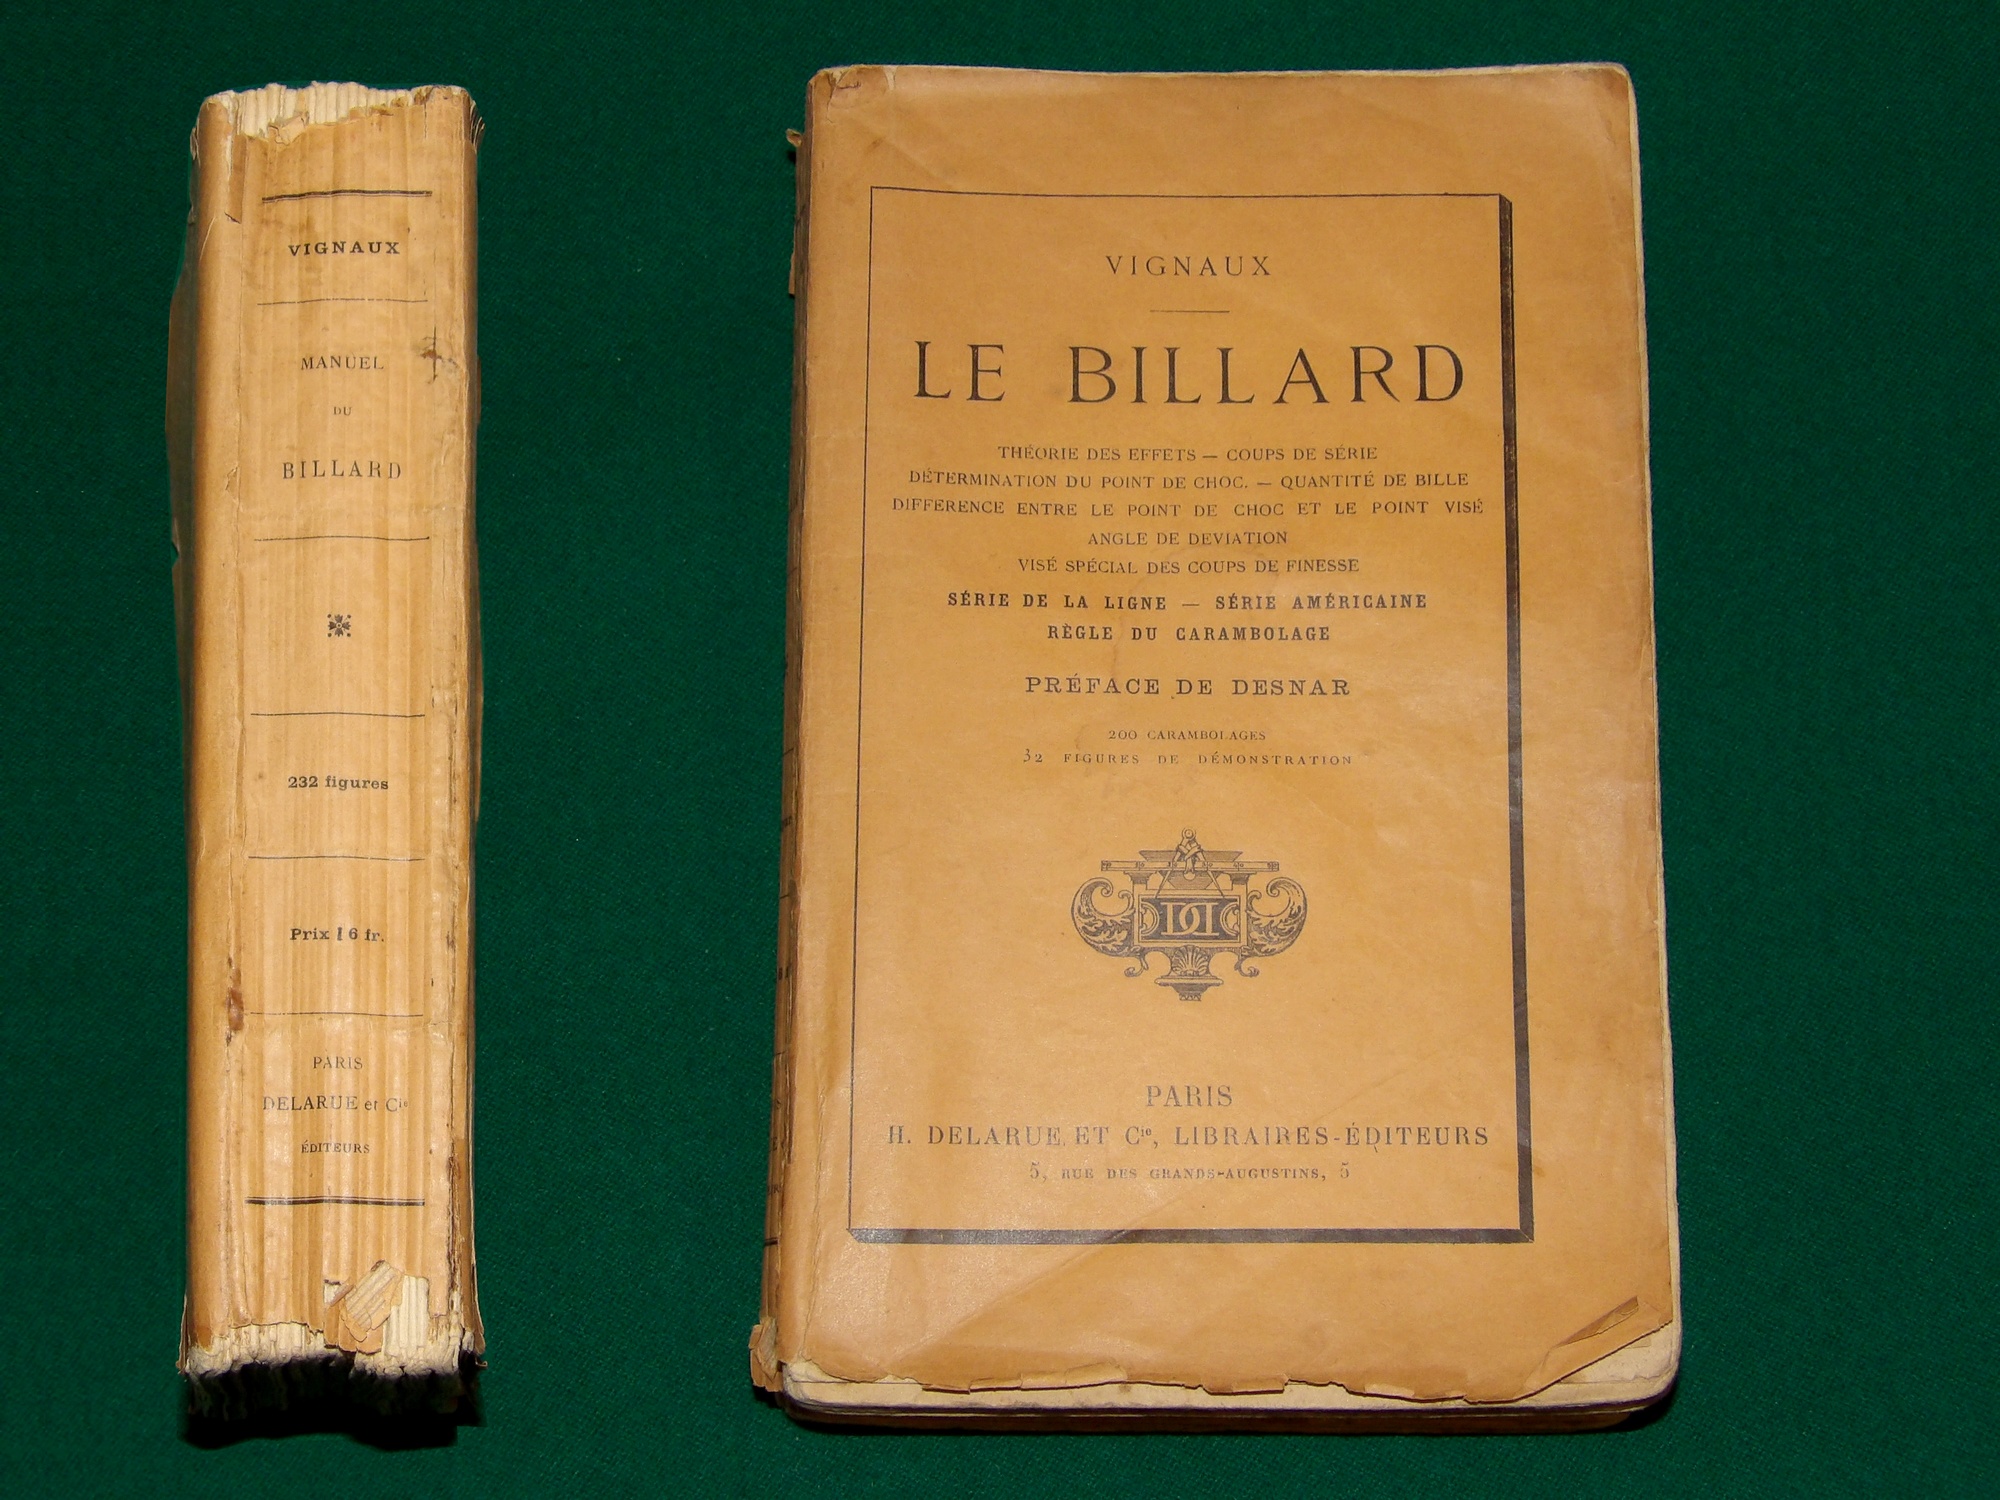 VIGNAUX
MANUEL
DU
BILLARD
232 figures
Prix 6 fr.
PARIS
DELARUE et Cie
ÉDITEURS
VIGNAUX
LE BILLARD
THÉORIE DES EFFETS — COUPS DE SÉRIE
DÉTERMINATION DU POINT DE CHOC. — QUANTITÉ DE BILLE
DIFFERENCE ENTRE LE POINT DE CHOC ET LE POINT VISÉ
ANGLE DE DEVIATION
VISÉ SPÉCIAL DES COUPS DE FINESSE
SÉRIE DE LA LIGNE — SÉRIE AMÉRICAINE
RÈGLE DU CARAMBOLAGE
PRÉFACE DE DESNAR
200 CARAMBOLAGES
32 FIGURES DE DÉMONSTRATION
PARIS
H. DELARUE ET Cie, LIBRAIRES-ÉDITEURS
5, RUE DES GRANDS-AUGUSTINS, 5